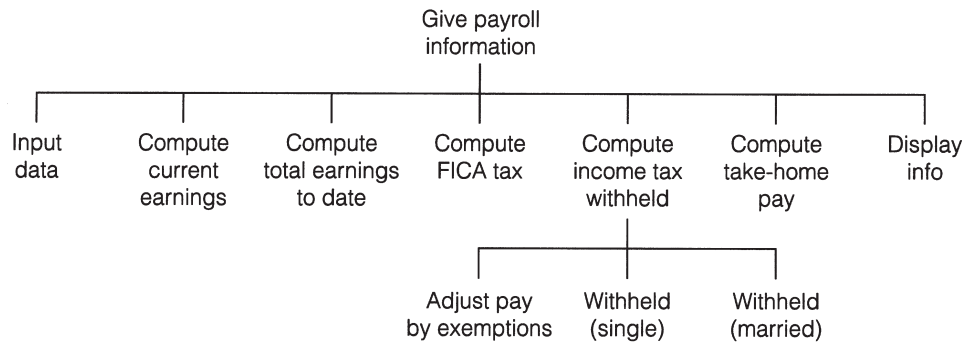 Give payroll
information
Input
data
Compute
current
earnings
Compute
total earnings
to date
Compute
FICA tax
Compute
income tax
withheld
Compute
take-home
pay
Display
info
Adjust pay
by exemptions
Withheld
(single)
Withheld
(married)